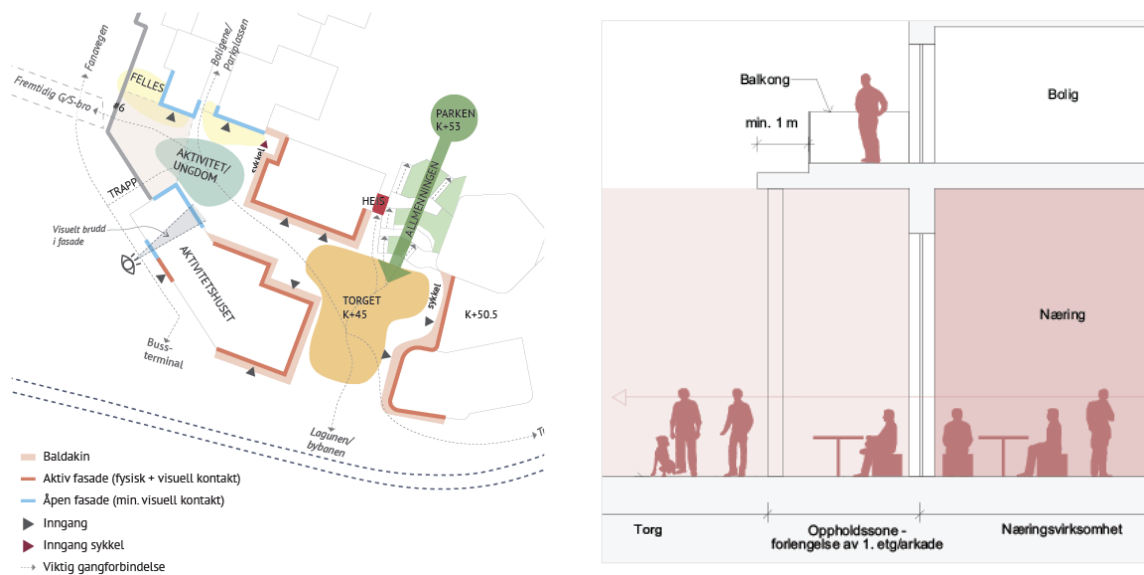 Fanavegen
Boligene/
Parkplassen
Fremtidig G/S-bro
#6
FELLES
PARKEN
K+53
AKTIVITET/
UNGDOM
sykkel
TRAPP
HEIS
ALLMENNINGEN
Visuelt brudd
i fasade
AKTIVITETSHUSET
TORGET
K+45
sykkel
K+50.5
Buss-
terminal
Lagunen/
bybanen
Baldakin
Aktiv fasade (fysisk + visuell kontakt)
Åpen fasade (min. visuell kontakt)
Inngang
Inngang sykkel
Viktig gangforbindelse
Balkong
Bolig
min. 1 m
Næring
Torg
Oppholdssone -
forlengelse av 1. etg/arkade
Næringsvirksomhet